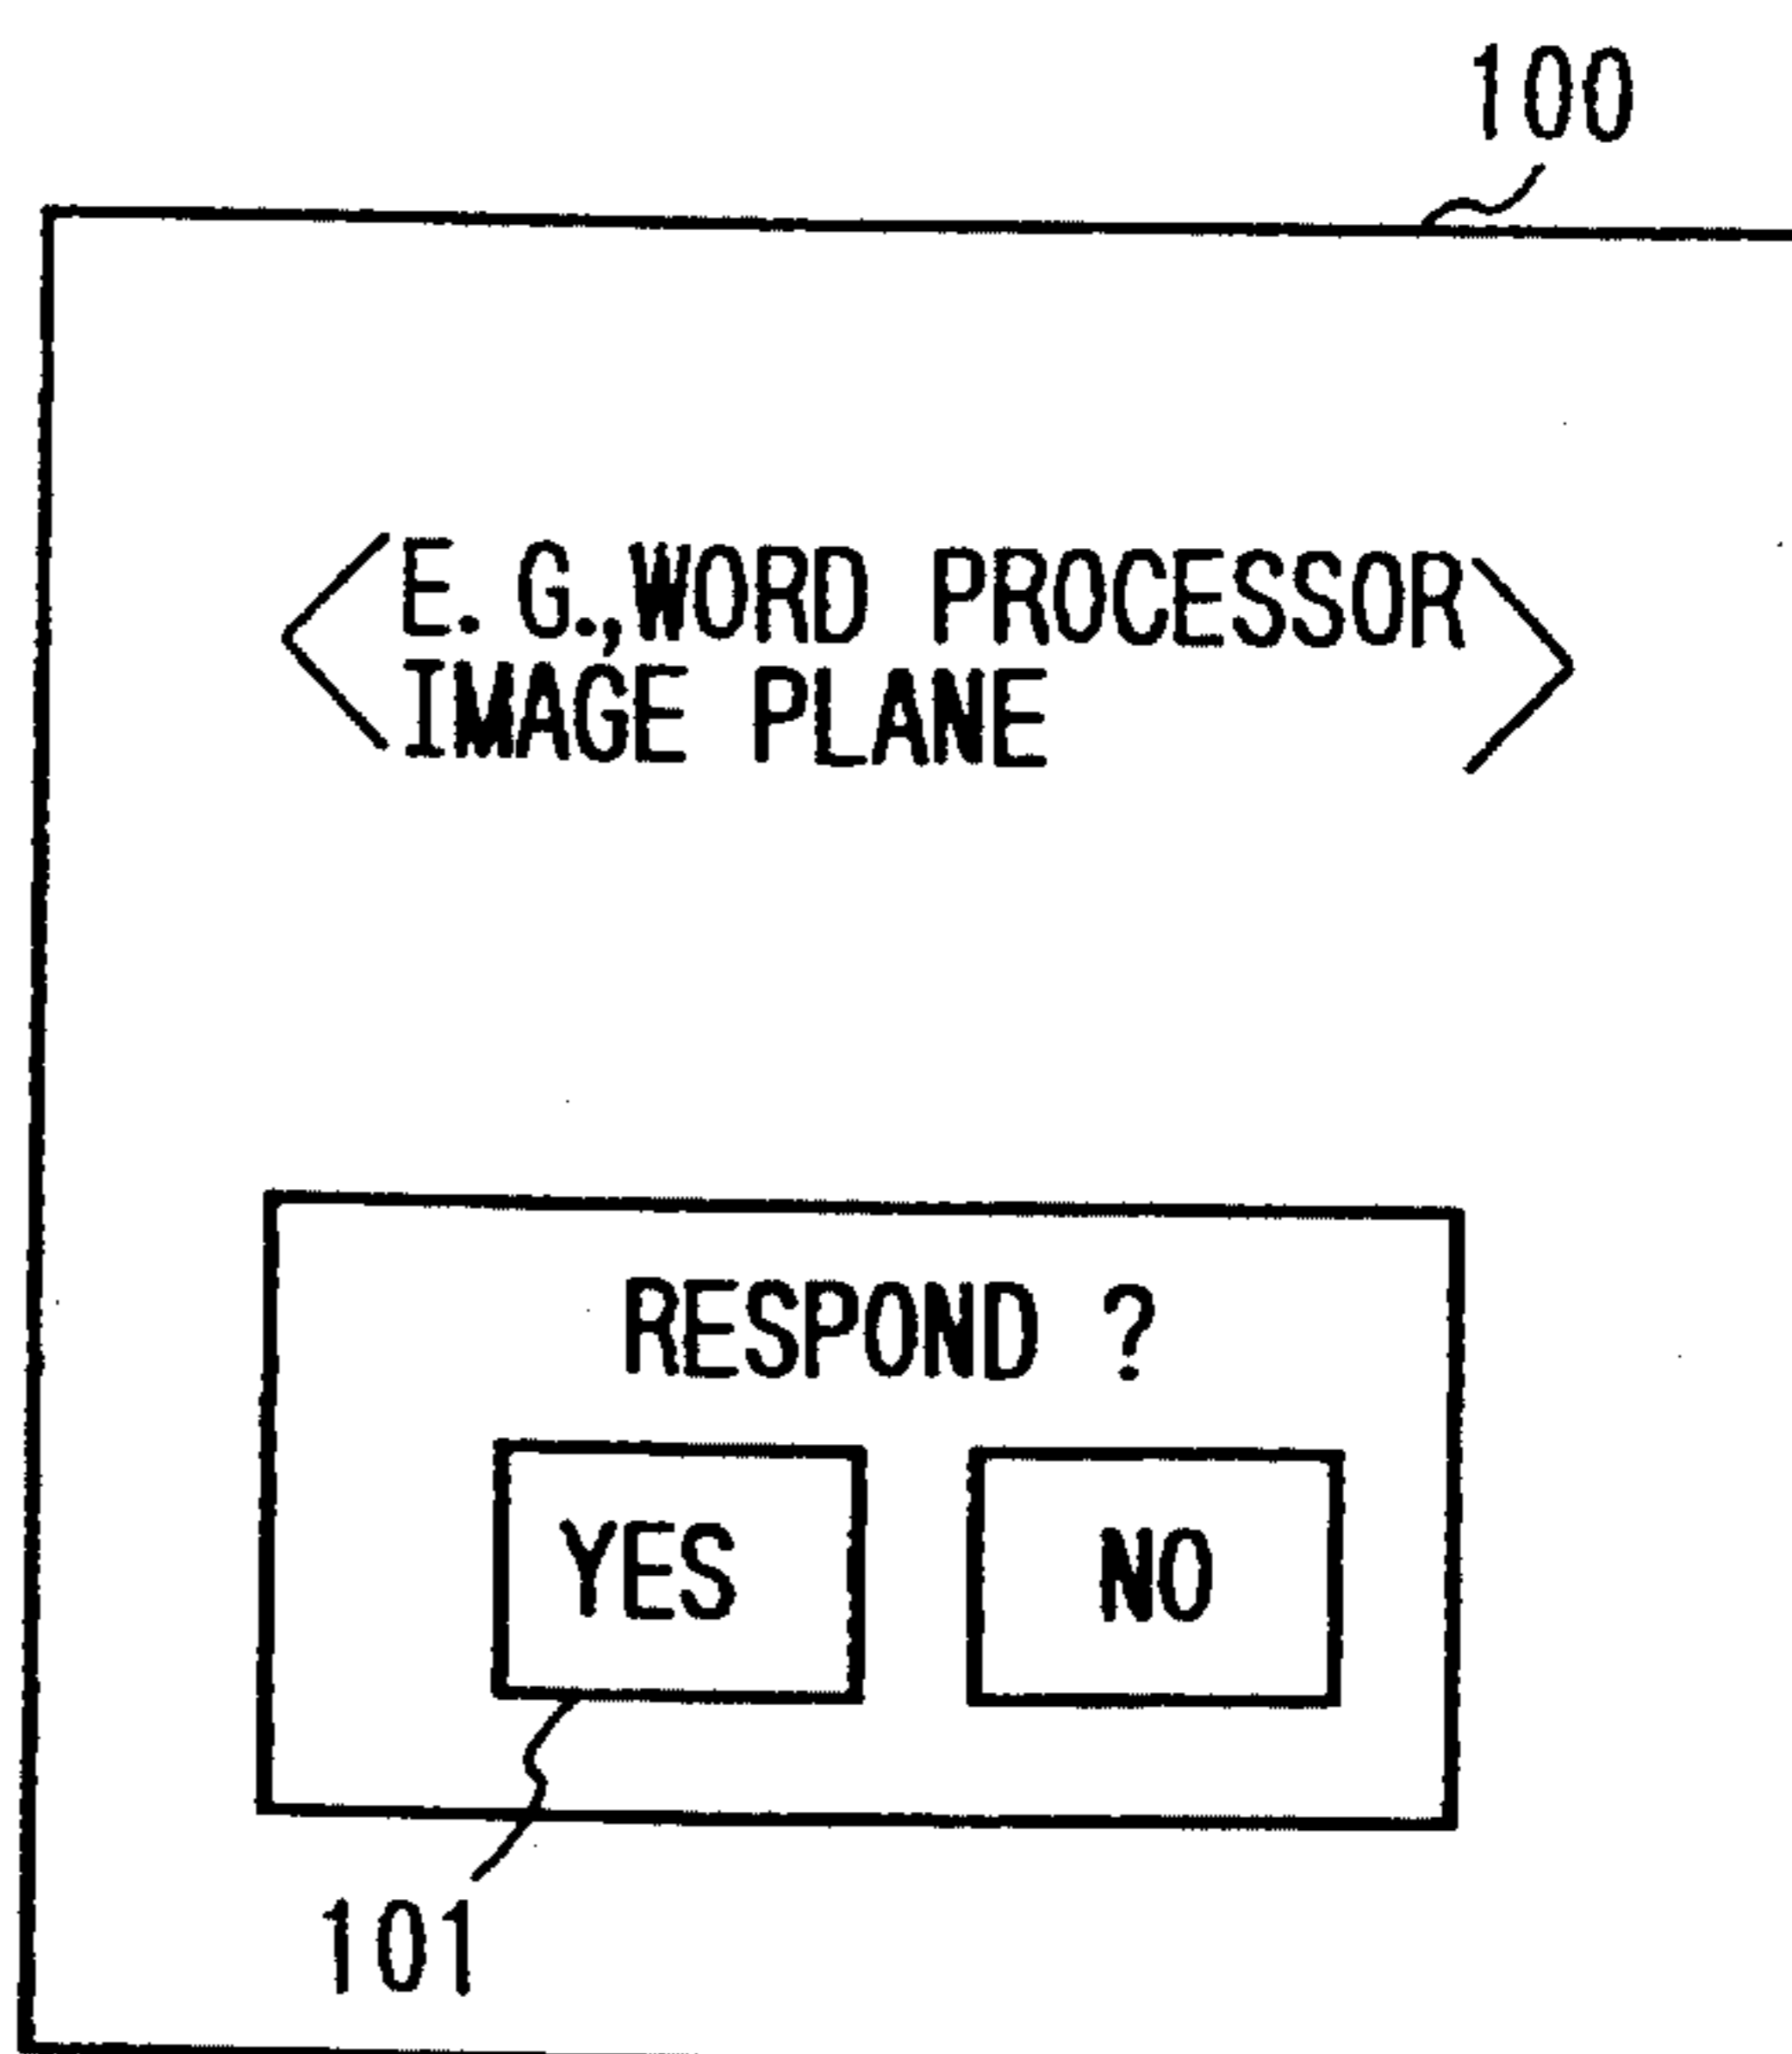 100
E.G.,WORD PROCESSOR
IMAGE PLANE
RESPOND ?
YES NO
101